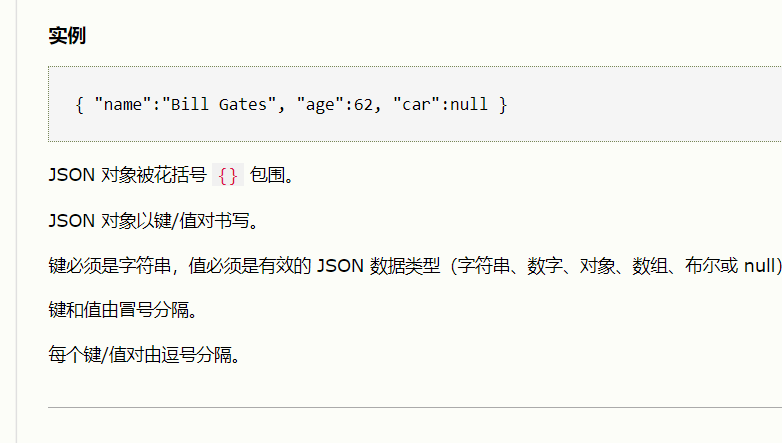 实例
{ "name":"Bill Gates", "age":62, "car":null }
JSON 对象被花括号 {} 包围。
JSON 对象以键/值对书写。
键必须是字符串，值必须是有效的 JSON 数据类型（字符串、数字、对象、数组、布尔或 null）
键和值由冒号分隔。
每个键/值对由逗号分隔。